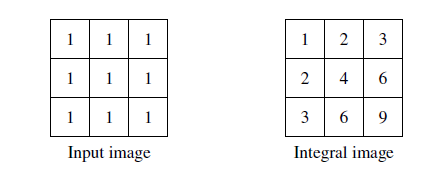 1 1 1 1 2 3
1 1 1 2 4 6
1 1 1 3 6 9
Input image Integral image